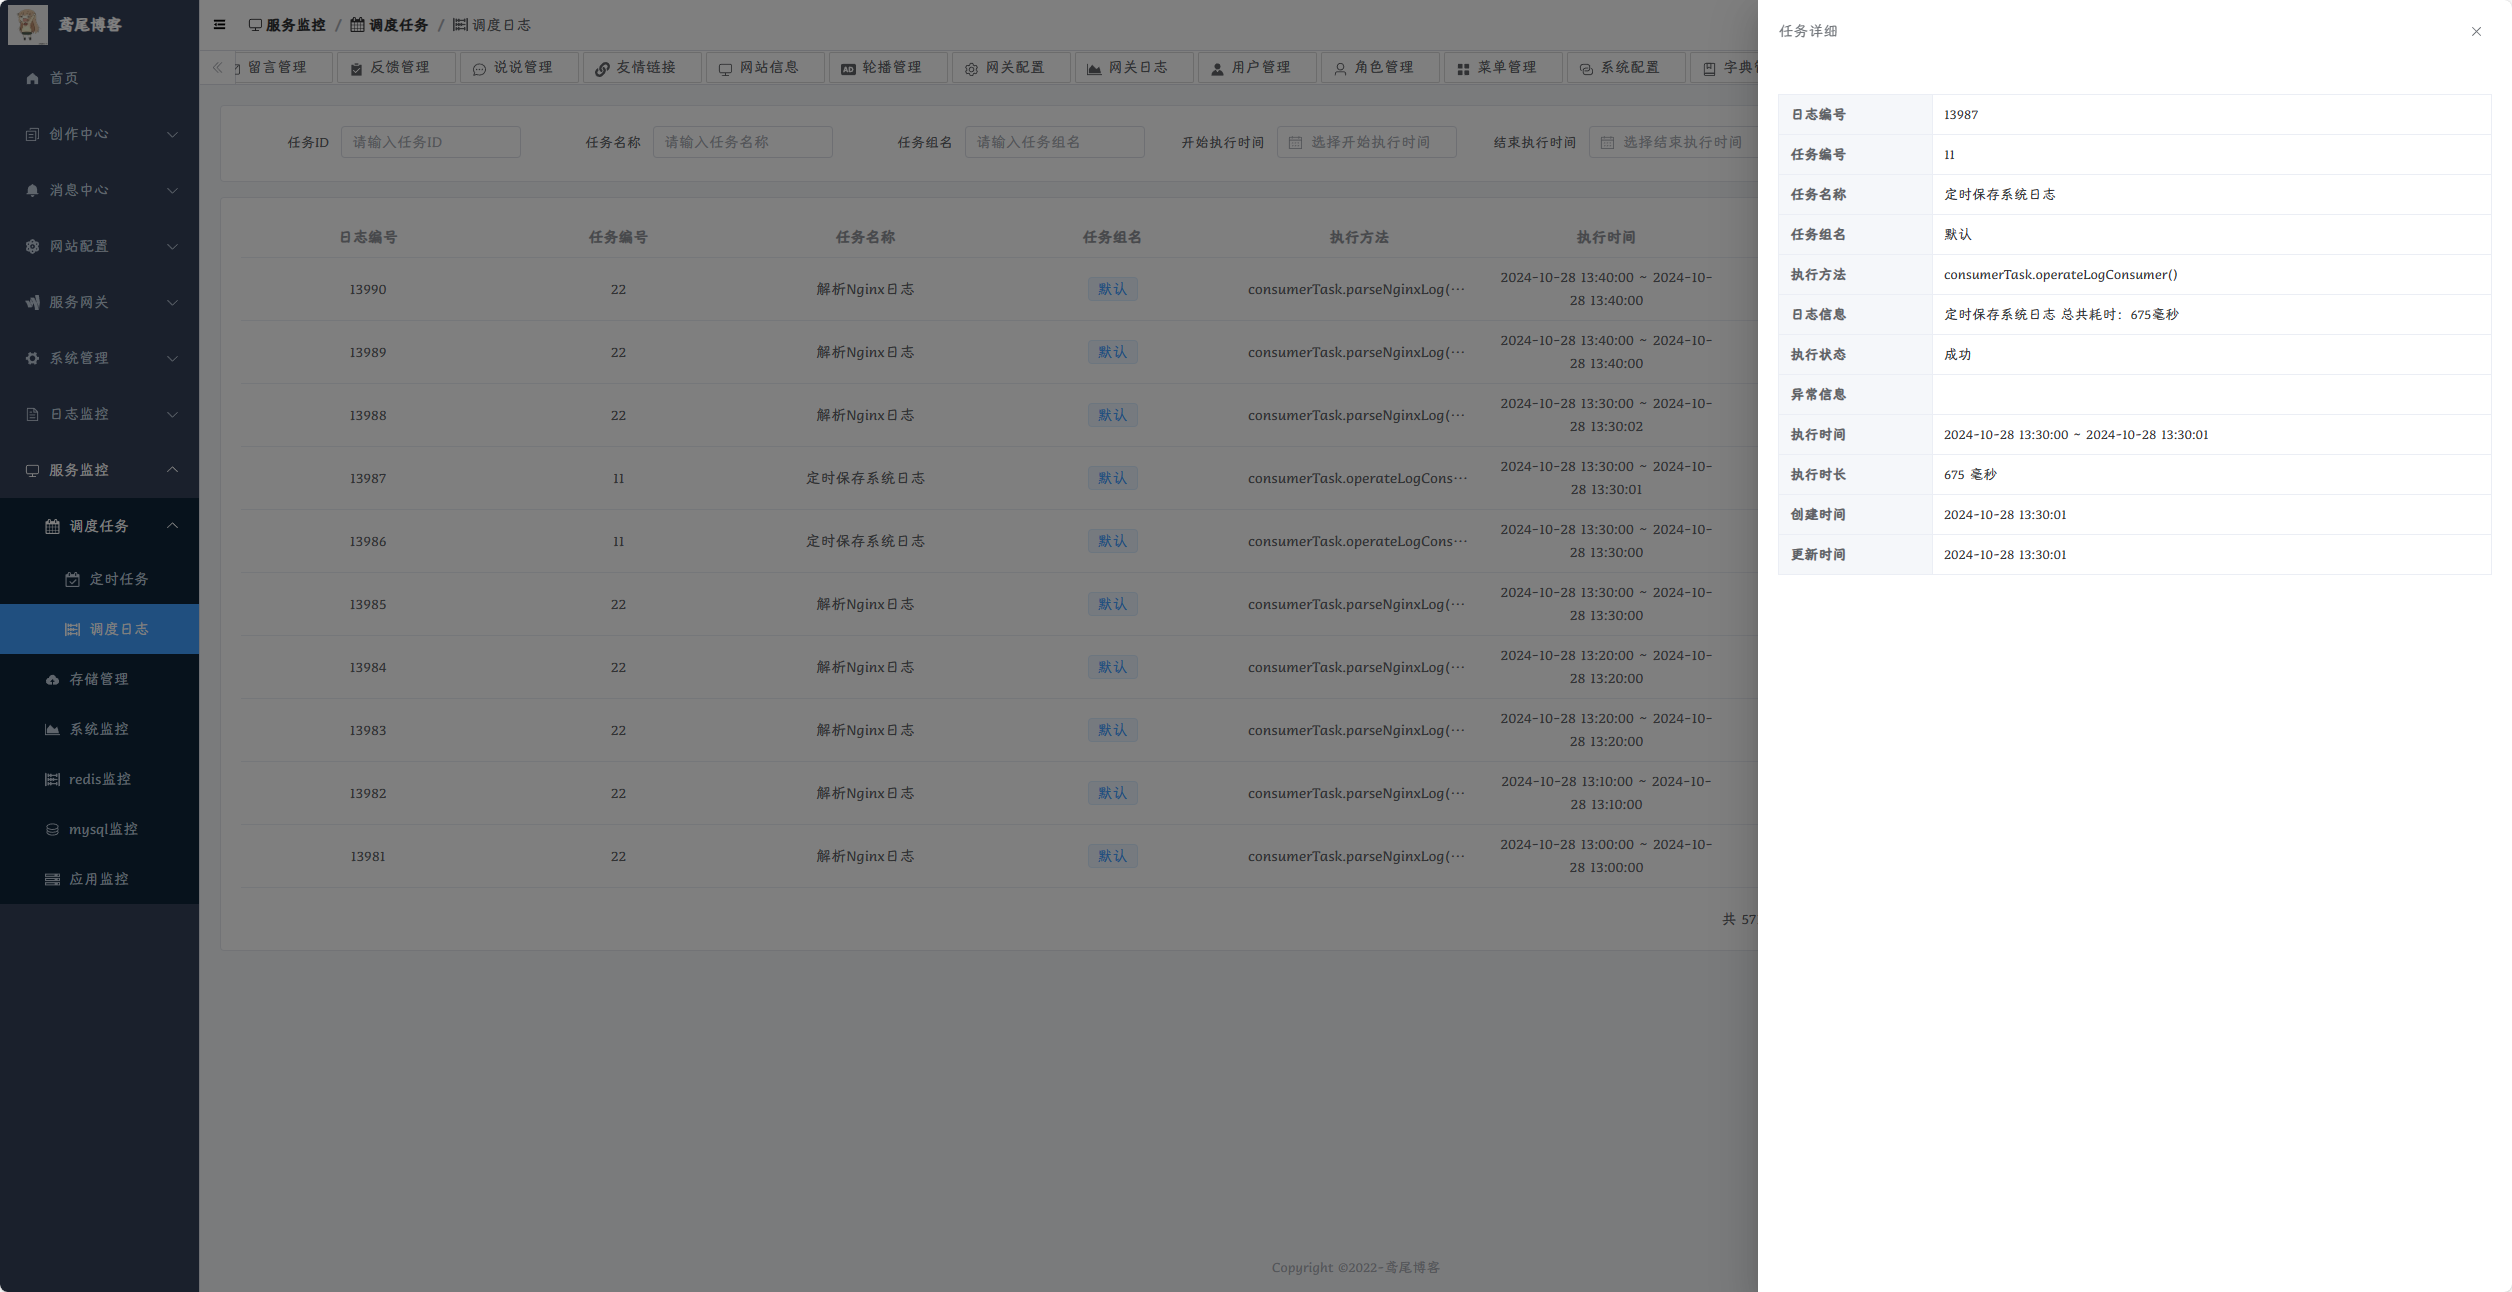 鸢尾博客
首页
创作中心
消息中心
网站配置
服务网关
系统管理
日志监控
服务监控
调度任务
定时任务
调度日志
存储管理
系统监控
redis监控
mysql监控
应用监控
服务监控 / 调度任务 / 调度日志
留言管理 反馈管理 说说管理 友情链接 网站信息 轮播管理 网关配置 网关日志 用户管理 角色管理 菜单管理 系统配置 字典
任务ID 请输入任务ID 任务名称 请输入任务名称 任务组名 请输入任务组名 开始执行时间 选择开始执行时间 结束执行时间 选择结束执行时间
日志编号 任务编号 任务名称 任务组名 执行方法 执行时间
13990 22 解析Nginx日志 默认 consumerTask.parseNginxLog(··· 2024-10-28 13:40:00 ~ 2024-10-
28 13:40:00
13989 22 解析Nginx日志 默认 consumerTask.parseNginxLog(··· 2024-10-28 13:40:00 ~ 2024-10-
28 13:40:00
13988 22 解析Nginx日志 默认 consumerTask.parseNginxLog(··· 2024-10-28 13:30:00 ~ 2024-10-
28 13:30:02
13987 11 定时保存系统日志 默认 consumerTask.operateLogCons··· 2024-10-28 13:30:00 ~ 2024-10-
28 13:30:01
13986 11 定时保存系统日志 默认 consumerTask.operateLogCons··· 2024-10-28 13:30:00 ~ 2024-10-
28 13:30:00
13985 22 解析Nginx日志 默认 consumerTask.parseNginxLog(··· 2024-10-28 13:30:00 ~ 2024-10-
28 13:30:00
13984 22 解析Nginx日志 默认 consumerTask.parseNginxLog(··· 2024-10-28 13:20:00 ~ 2024-10-
28 13:20:00
13983 22 解析Nginx日志 默认 consumerTask.parseNginxLog(··· 2024-10-28 13:20:00 ~ 2024-10-
28 13:20:00
13982 22 解析Nginx日志 默认 consumerTask.parseNginxLog(··· 2024-10-28 13:10:00 ~ 2024-10-
28 13:10:00
13981 22 解析Nginx日志 默认 consumerTask.parseNginxLog(··· 2024-10-28 13:00:00 ~ 2024-10-
28 13:00:00
共 57
Copyright ©2022-鸢尾博客
任务详细
日志编号 13987
任务编号 11
任务名称 定时保存系统日志
任务组名 默认
执行方法 consumerTask.operateLogConsumer()
日志信息 定时保存系统日志 总共耗时：675毫秒
执行状态 成功
异常信息
执行时间 2024-10-28 13:30:00 ~ 2024-10-28 13:30:01
执行时长 675 毫秒
创建时间 2024-10-28 13:30:01
更新时间 2024-10-28 13:30:01